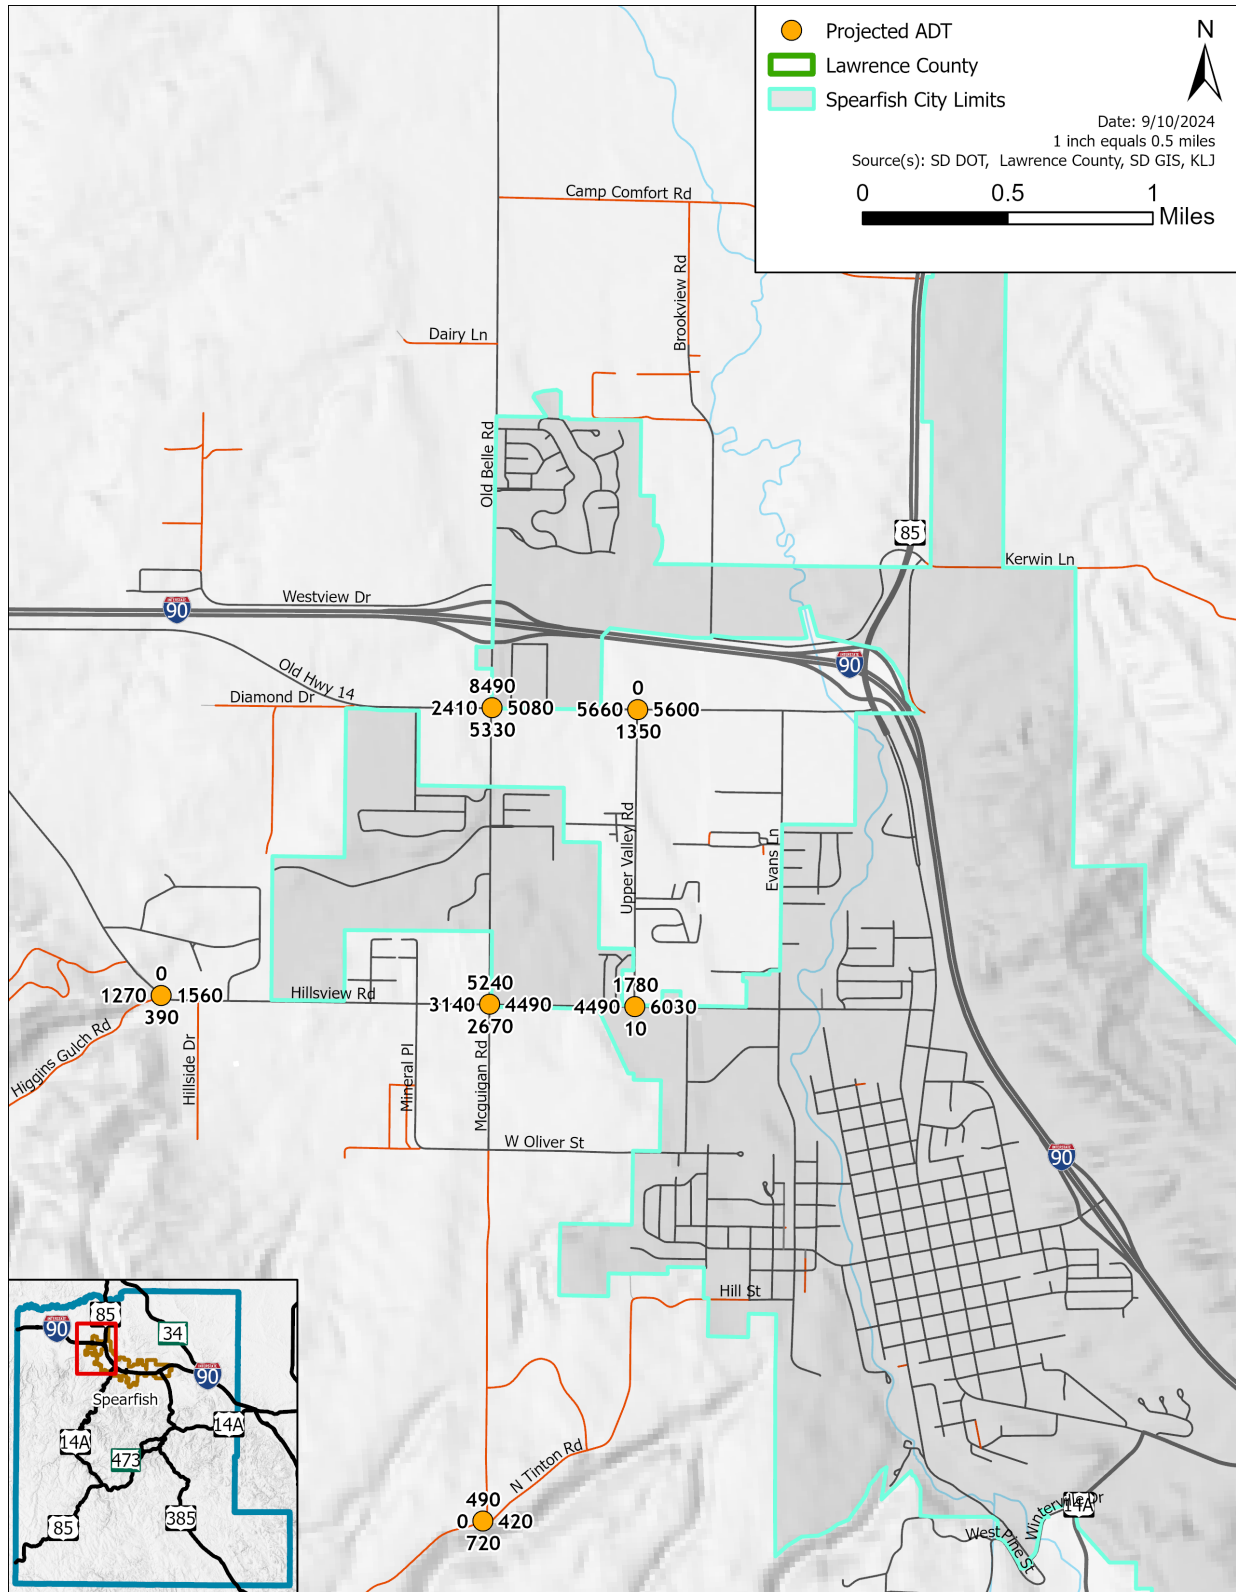 Projected ADT
Lawrence County
Spearfish City Limits
N
Date: 9/10/2024
1 inch equals 0.5 miles
Source(s): SD DOT, Lawrence County, SD GIS, KLJ
0 0.5 1
Miles
Camp Comfort Rd
Brookview Rd
Dairy Ln
Old Belle Rd
85
Kerwin Ln
Westview Dr
90
90
Old Hwy 14
Diamond Dr
8490
2410 5080
5330
0
5660 5600
1350
Upper Valley Rd
Evans Ln
0
1270 1560
390
Hillsview Rd
5240
3140 4490
2670
1780
4490 6030
10
Higgins Gulch Rd
Hillside Dr
Mineral Pl
Mcguigan Rd
W Oliver St
90
Hill St
N Tinton Rd
490
0 420
720
Winterville Dr
14A
West Pine St
85
90
34
90
Spearfish
14A
14A
473
85
385